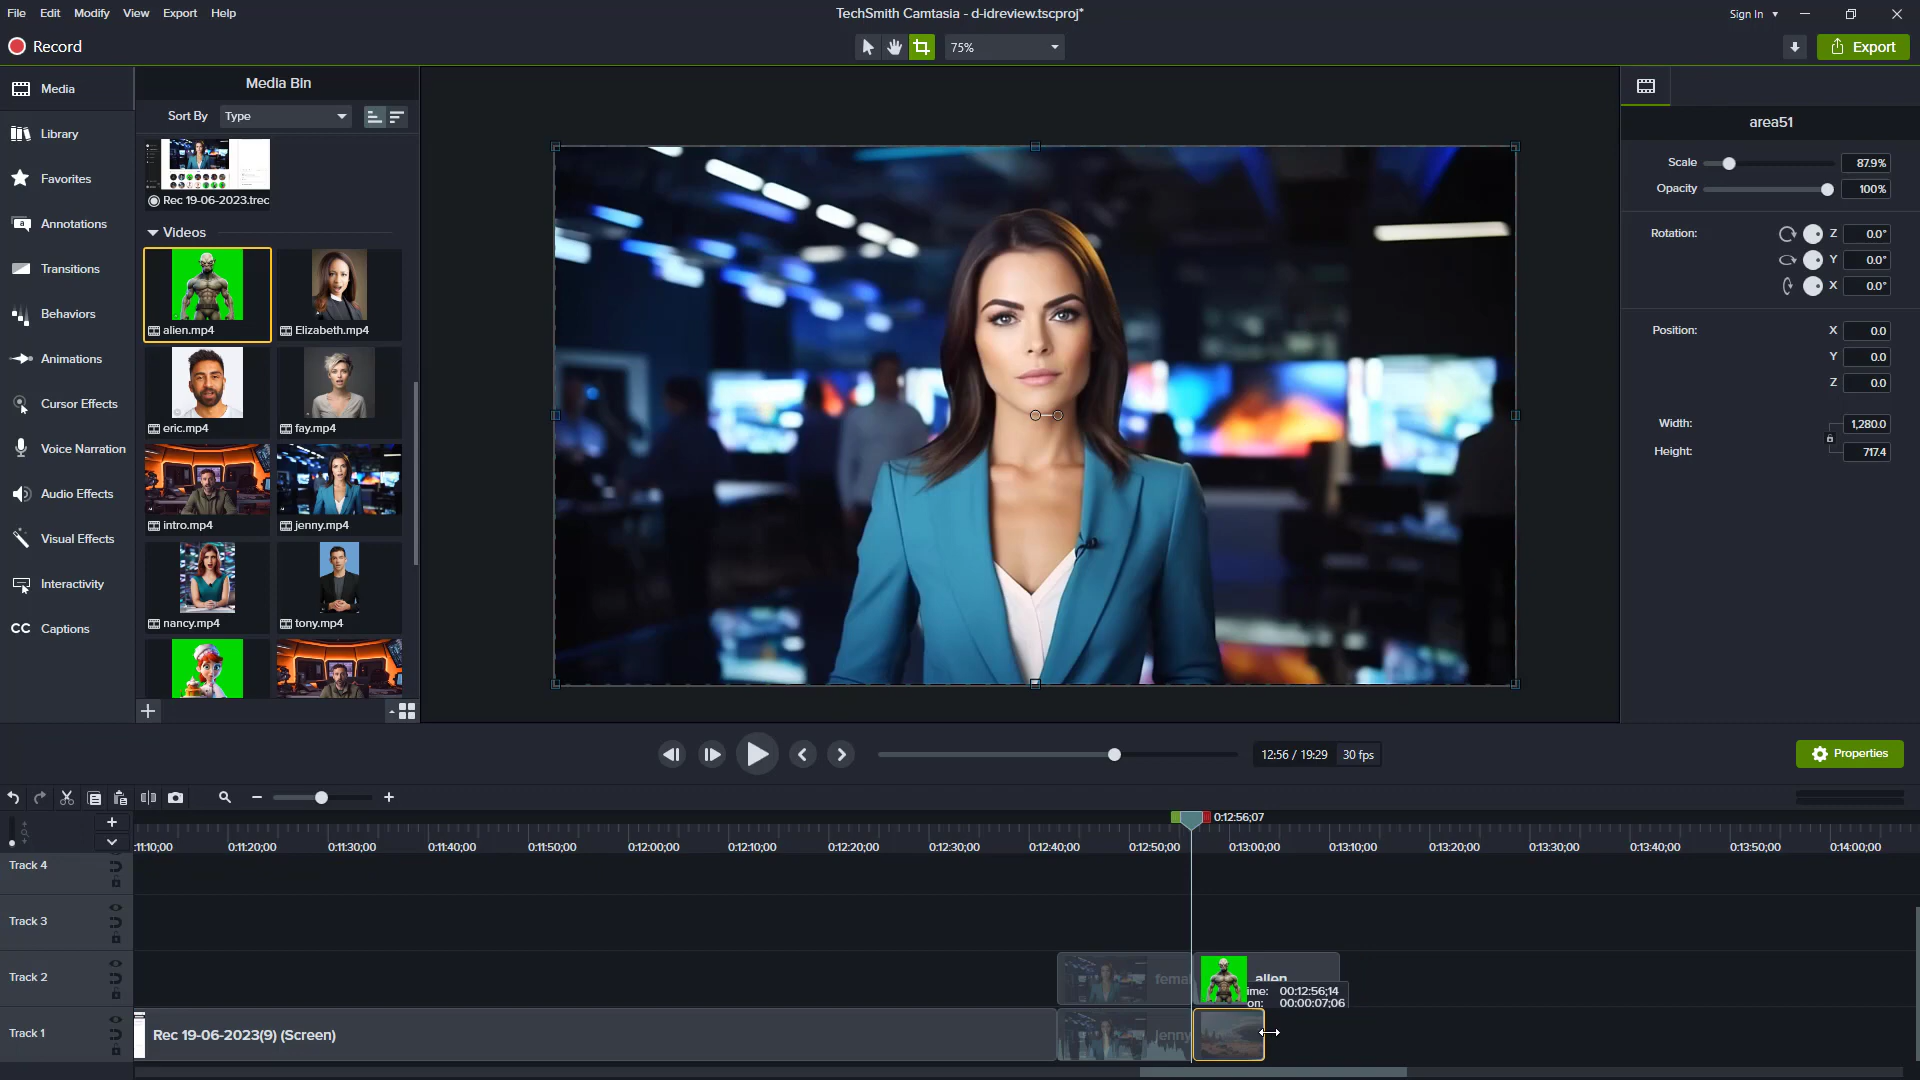 File Edit Modify View Export Help
TechSmith Camtasia - d-idreview.tscproj*
Sign In
Record
75%
Export
Media
Library
Favorites
Annotations
Transitions
Behaviors
Animations
Cursor Effects
Voice Narration
Audio Effects
Visual Effects
Interactivity
CC Captions
Media Bin
Sort By Type
Rec 19-06-2023.trec
Videos
alien.mp4 Elizabeth.mp4
eric.mp4 fay.mp4
intro.mp4 jenny.mp4
nancy.mp4 tony.mp4
area51
Scale 87.9%
Opacity 100%
Rotation: Z 0.0°
Y 0.0°
X 0.0°
Position: X 0.0
Y 0.0
Z 0.0
Width: 1,280.0
Height: 717.4
12:56 / 19:29 30 fps
Properties
0:12:56;07
:11:10;00 0:11:20;00 0:11:30;00 0:11:40;00 0:11:50;00 0:12:00;00 0:12:10;00 0:12:20;00 0:12:30;00 0:12:40;00 0:12:50;00 0:13:00;00 0:13:10;00 0:13:20;00 0:13:30;00 0:13:40;00 0:13:50;00 0:14:00;00
Track 4
Track 3
Track 2 femal alien
ime: 00:12:56;14
on: 00:00:07;06
Track 1 Rec 19-06-2023(9) (Screen) jenny